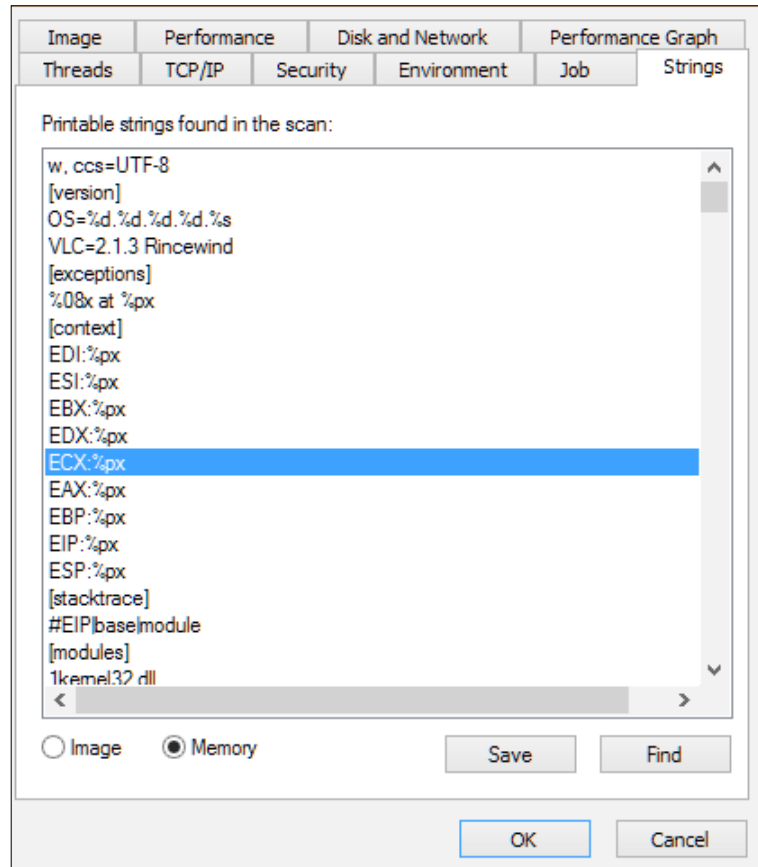 Image Performance Disk and Network Performance Graph
Threads TCP/IP Security Environment Job Strings
Printable strings found in the scan:
w, ccs=UTF-8
[version]
OS=%d.%d.%d.%d.%s
VLC=2.1.3 Rincewind
[exceptions]
%08x at %px
[context]
EDI:%px
ESI:%px
EBX:%px
EDX:%px
ECX:%px
EAX:%px
EBP:%px
EIP:%px
ESP:%px
[stacktrace]
#EIP|base|module
[modules]
1kernel32.dll
Image Memory Save Find
OK Cancel